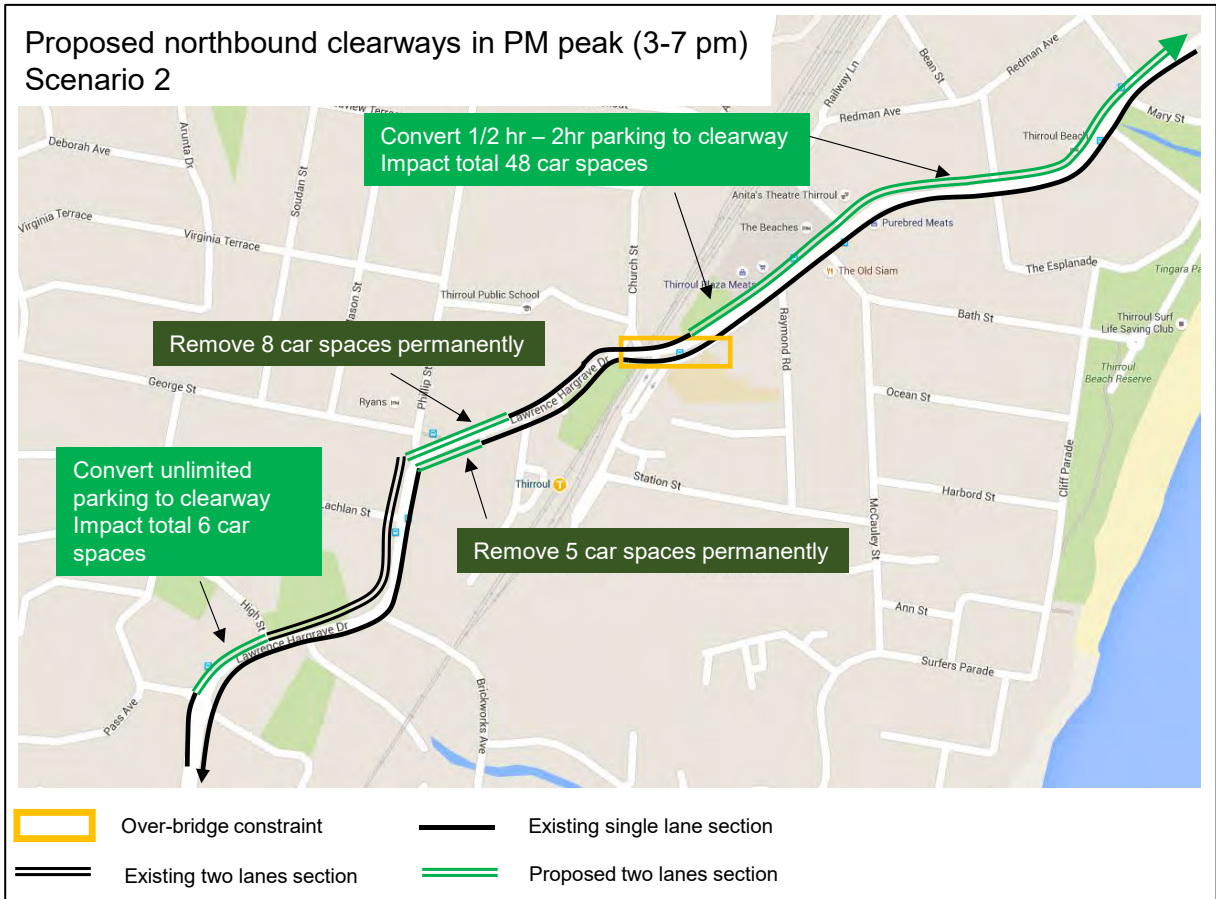 Proposed northbound clearways in PM peak (3-7 pm)
Scenario 2
Convert 1/2 hr – 2hr parking to clearway
Impact total 48 car spaces
Remove 8 car spaces permanently
Convert unlimited
parking to clearway
Impact total 6 car
spaces
Remove 5 car spaces permanently
Deborah Ave
Arunta Dr
Virginia Terrace
Virginia Terrace
Soudan St
George St
Ryans
Phillip St
Thirroul Public School
Church St
Lawrence Hargrave Dr
Lachlan St
High St
Lawrence Hargrave Dr
Pass Ave
Brickworks Ave
Thirroul
Station St
Railway Ln
Bean St
Redman Ave
Redman Ave
Mary St
Thirroul Beach
Anita's Theatre Thirroul
The Beaches
Purebred Meats
Thirroul Plaza Meats
The Old Siam
The Esplanade
Raymond Rd
Bath St
Thirroul Surf
Life Saving Club
Thirroul
Beach Reserve
Ocean St
Cliff Parade
Harbord St
McCauley St
Ann St
Surfers Parade
Over-bridge constraint
Existing single lane section
Existing two lanes section
Proposed two lanes section